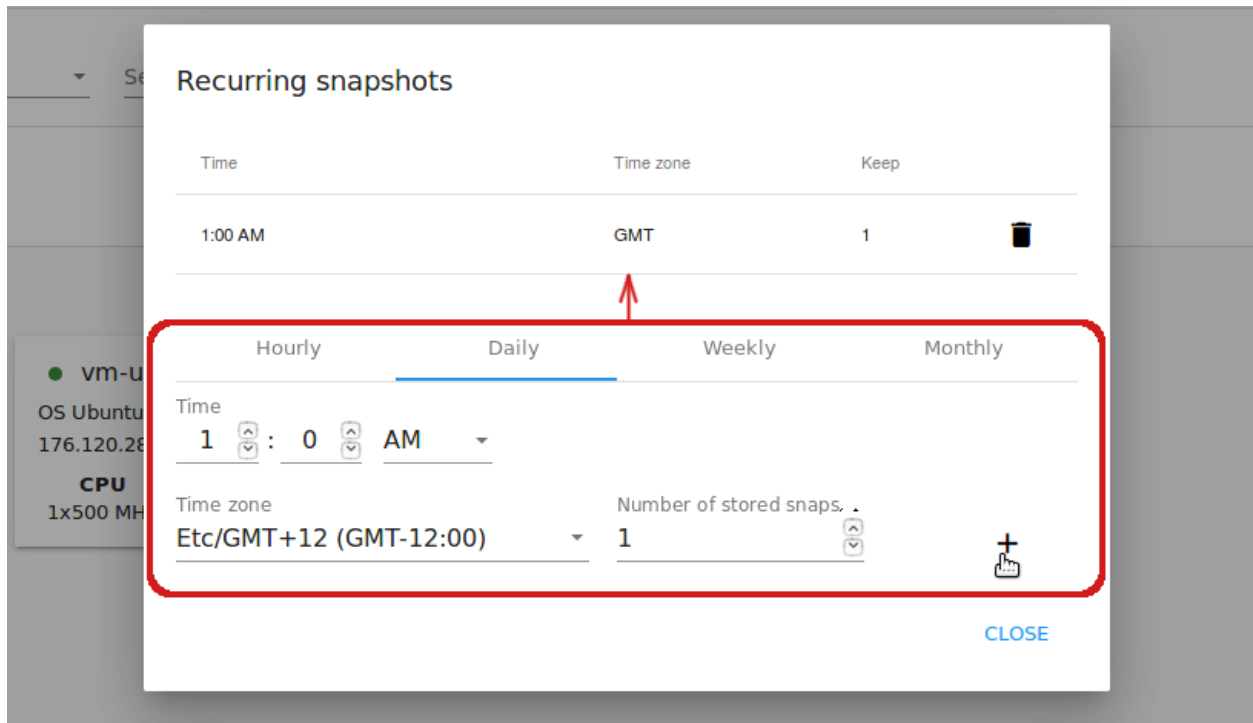 Se
Recurring snapshots
Time Time zone Keep
1:00 AM GMT 1
Hourly Daily Weekly Monthly
vm-u
OS Ubuntu
176.120.28
CPU
1x500 MH
Time
1 : 0 AM
Time zone Number of stored snaps
Etc/GMT+12 (GMT-12:00) 1
+
CLOSE